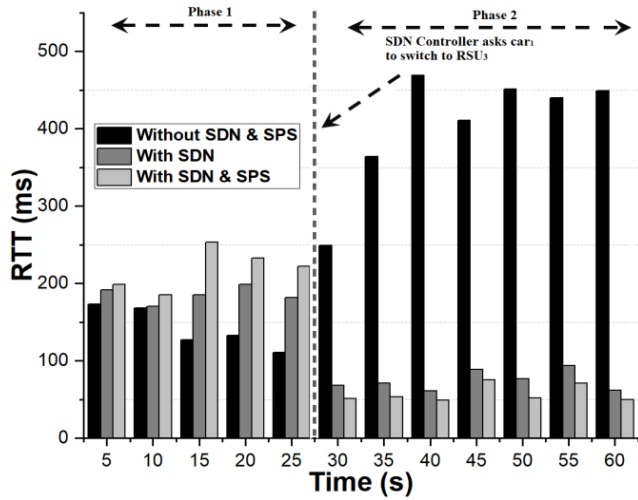 Phase 1
Phase 2
SDN Controller asks car₁
to switch to RSU₃
Without SDN & SPS
With SDN
With SDN & SPS
RTT (ms)
500
400
300
200
100
0
5 10 15 20 25 30 35 40 45 50 55 60
Time (s)